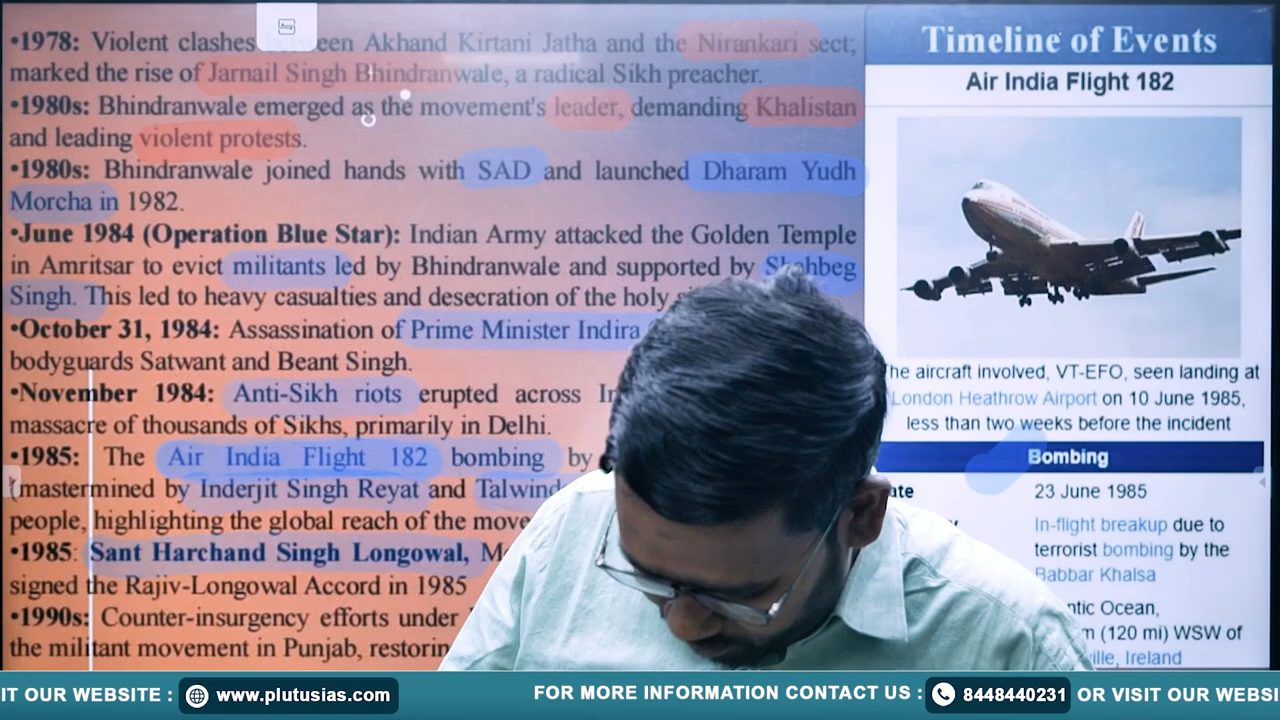 •1978: Violent clashes between Akhand Kirtani Jatha and the Nirankari sect;
marked the rise of Jarnail Singh Bhindranwale, a radical Sikh preacher.
•1980s: Bhindranwale emerged as the movement's leader, demanding Khalistan
and leading violent protests.
•1980s: Bhindranwale joined hands with SAD and launched Dharam Yudh
Morcha in 1982.
•June 1984 (Operation Blue Star): Indian Army attacked the Golden Temple
in Amritsar to evict militants led by Bhindranwale and supported by Shahbeg
Singh. This led to heavy casualties and desecration of the holy
•October 31, 1984: Assassination of Prime Minister Indira
bodyguards Satwant and Beant Singh.
•November 1984: Anti-Sikh riots erupted across
massacre of thousands of Sikhs, primarily in Delhi.
•1985: The Air India Flight 182 bombing by
(mastermined by Inderjit Singh Reyat and Talwind
people, highlighting the global reach of the move
•1985: Sant Harchand Singh Longowal,
signed the Rajiv-Longowal Accord in 1985
•1990s: Counter-insurgency efforts under
the militant movement in Punjab, restorin
Timeline of Events
Air India Flight 182
he aircraft involved, VT-EFO, seen landing at
London Heathrow Airport on 10 June 1985,
less than two weeks before the incident
Bombing
ate 23 June 1985
In-flight breakup due to
terrorist bombing by the
Babbar Khalsa
ntic Ocean,
m (120 mi) WSW of
ville, Ireland
IT OUR WEBSITE : www.plutusias.com FOR MORE INFORMATION CONTACT US : 8448440231 OR VISIT OUR WEBSI